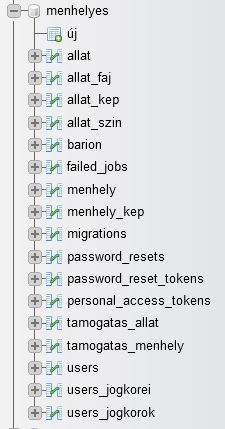 menhelyes
új
allat
allat_faj
allat_kep
allat_szin
barion
failed_jobs
menhely
menhely_kep
migrations
password_resets
password_reset_tokens
personal_access_tokens
tamogatas_allat
tamogatas_menhely
users
users_jogkorei
users_jogkorok